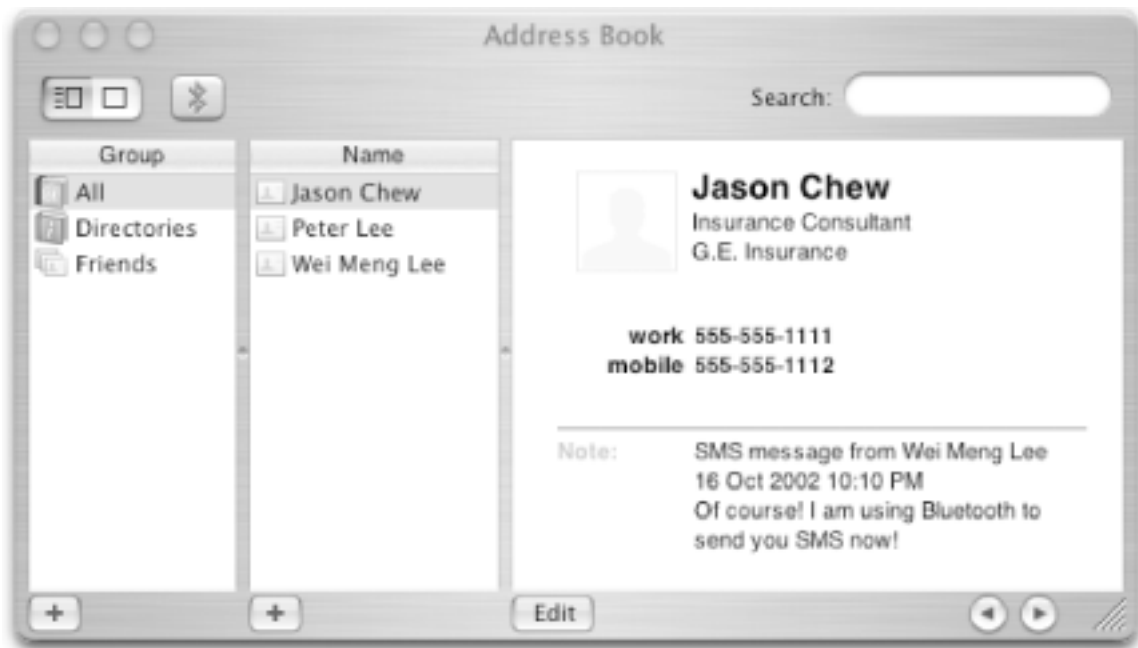 Address Book
Search:
Group
All
Directories
Friends
Name
Jason Chew
Peter Lee
Wei Meng Lee
Jason Chew
Insurance Consultant
G.E. Insurance
work 555-555-1111
mobile 555-555-1112
Note: SMS message from Wei Meng Lee
16 Oct 2002 10:10 PM
Of course! I am using Bluetooth to
send you SMS now!
Edit